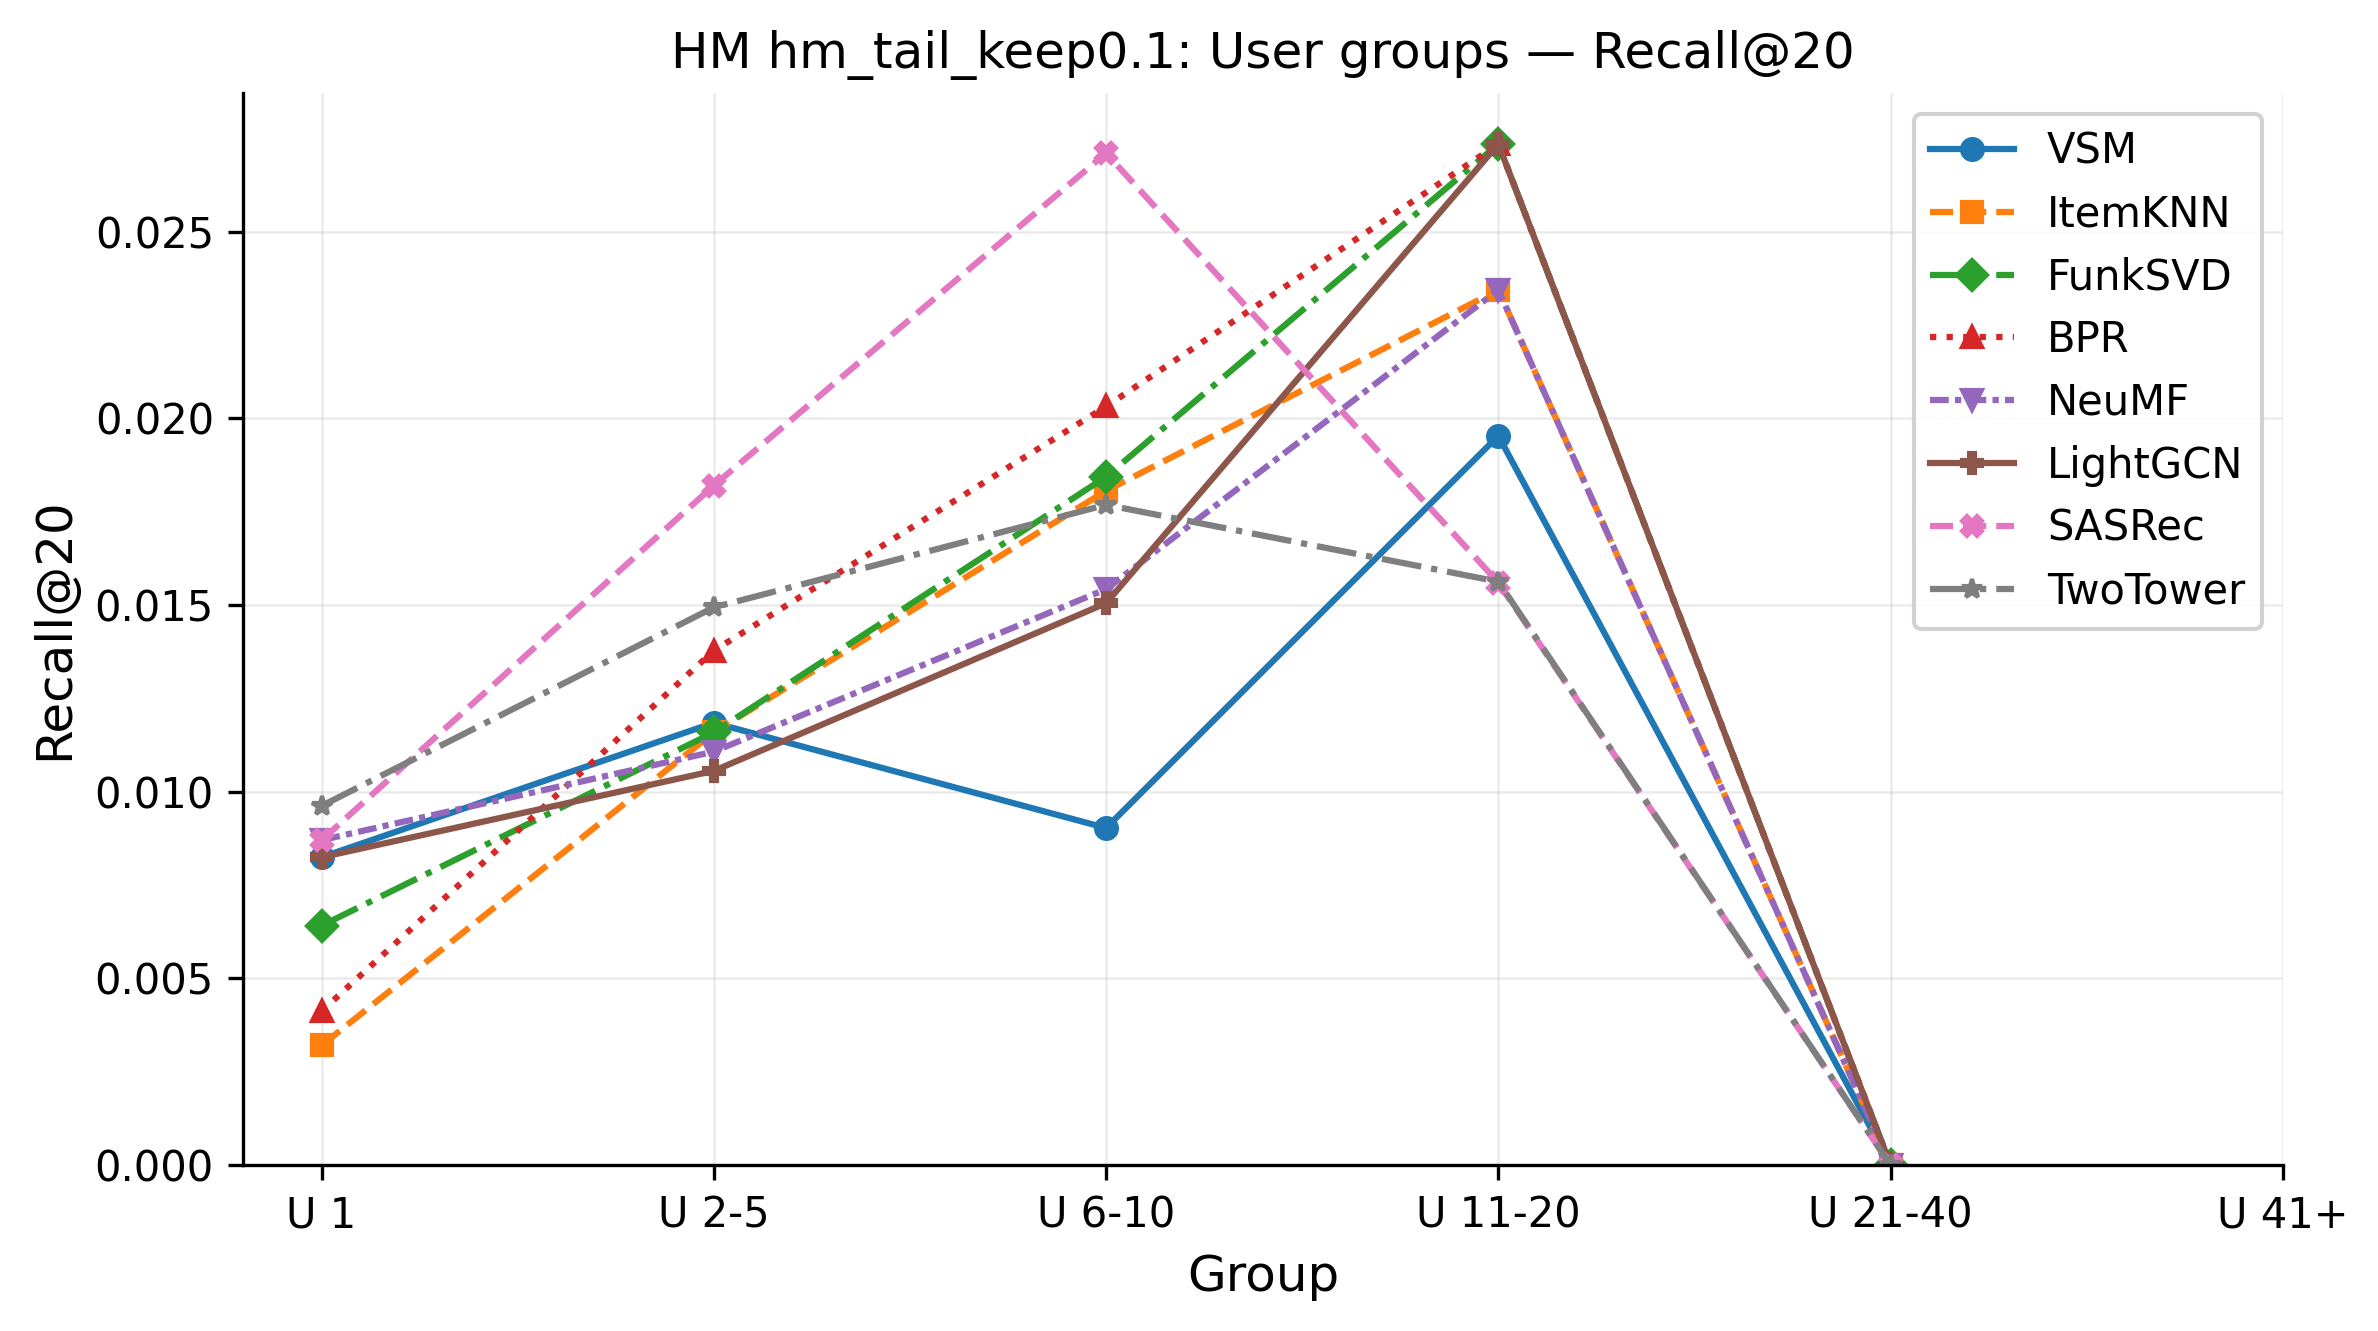 HM hm_tail_keep0.1: User groups — Recall@20
Recall@20
0.025
0.020
0.015
0.010
0.005
0.000
VSM
ItemKNN
FunkSVD
BPR
NeuMF
LightGCN
SASRec
TwoTower
U 1
U 2-5
U 6-10
U 11-20
U 21-40
U 41+
Group